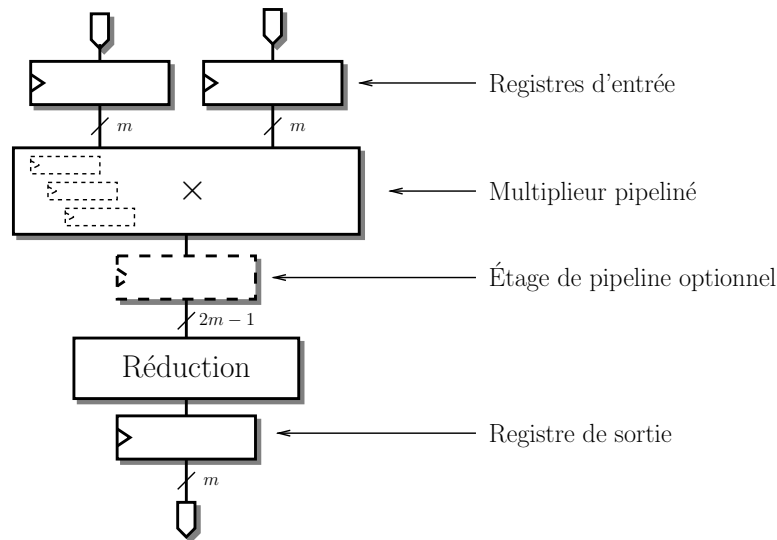 Registres d'entrée
m
m
×
Multiplieur pipeliné
Étage de pipeline optionnel
2m − 1
Réduction
Registre de sortie
m